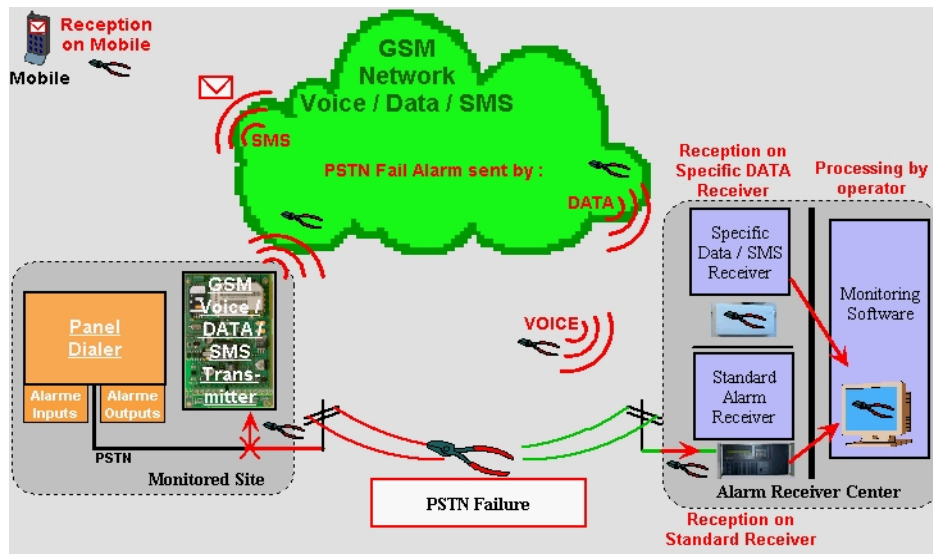 Reception
on Mobile
Mobile
GSM
Network
Voice / Data / SMS
SMS
PSTN Fail Alarm sent by :
DATA
Reception on
Specific DATA
Receiver
Processing by
operator
Specific
Data / SMS
Receiver
Monitoring
Software
GSM
Voice /
DATA /
SMS
Trans-
mitter
Panel
Dialer
Alarme
Inputs
Alarme
Outputs
VOICE
Standard
Alarm
Receiver
PSTN
Monitored Site
PSTN Failure
Alarm Receiver Center
Reception on
Standard Receiver